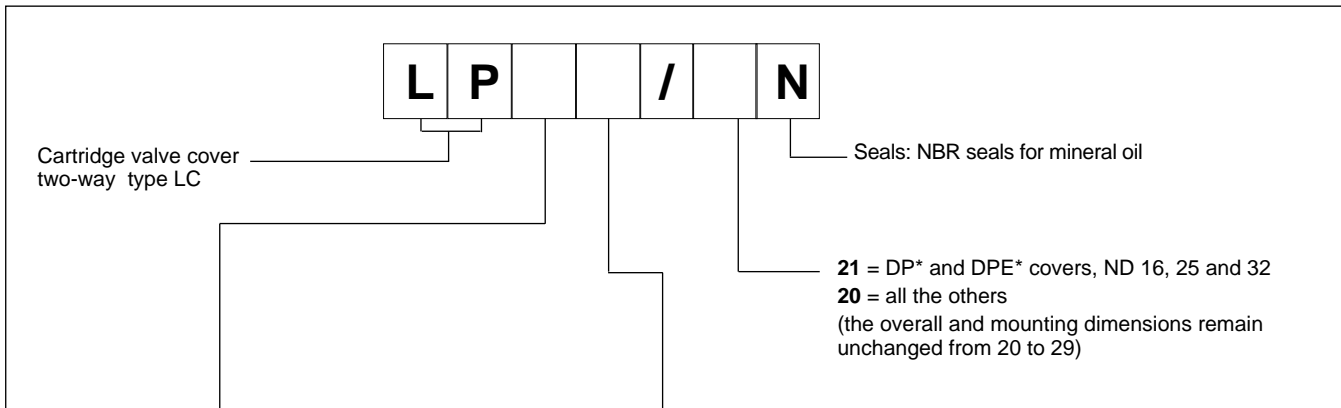 L P / N
Cartridge valve cover
two-way type LC
Seals: NBR seals for mineral oil
21 = DP* and DPE* covers, ND 16, 25 and 32
20 = all the others
(the overall and mounting dimensions remain
unchanged from 20 to 29)